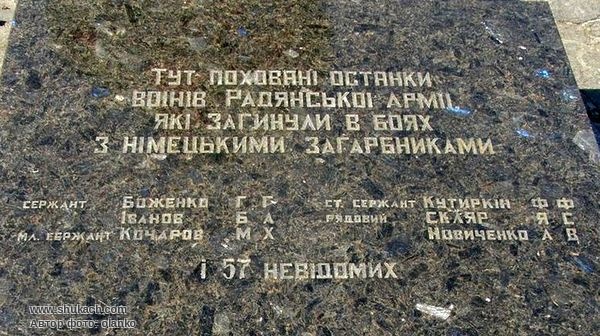 Тут поховані останки
воїнів Радянської Армії
які загинули в боях
з німецькими загарбниками
сержант Боженко Г Г ст. сержант Кутиркін Ф Ф
Іванов Б А рядовий Скляр Я С
мл. сержант Кочаров М Х Новиченко А В
і 57 невідомих
www.shukach.com
Автор фото: ojanko